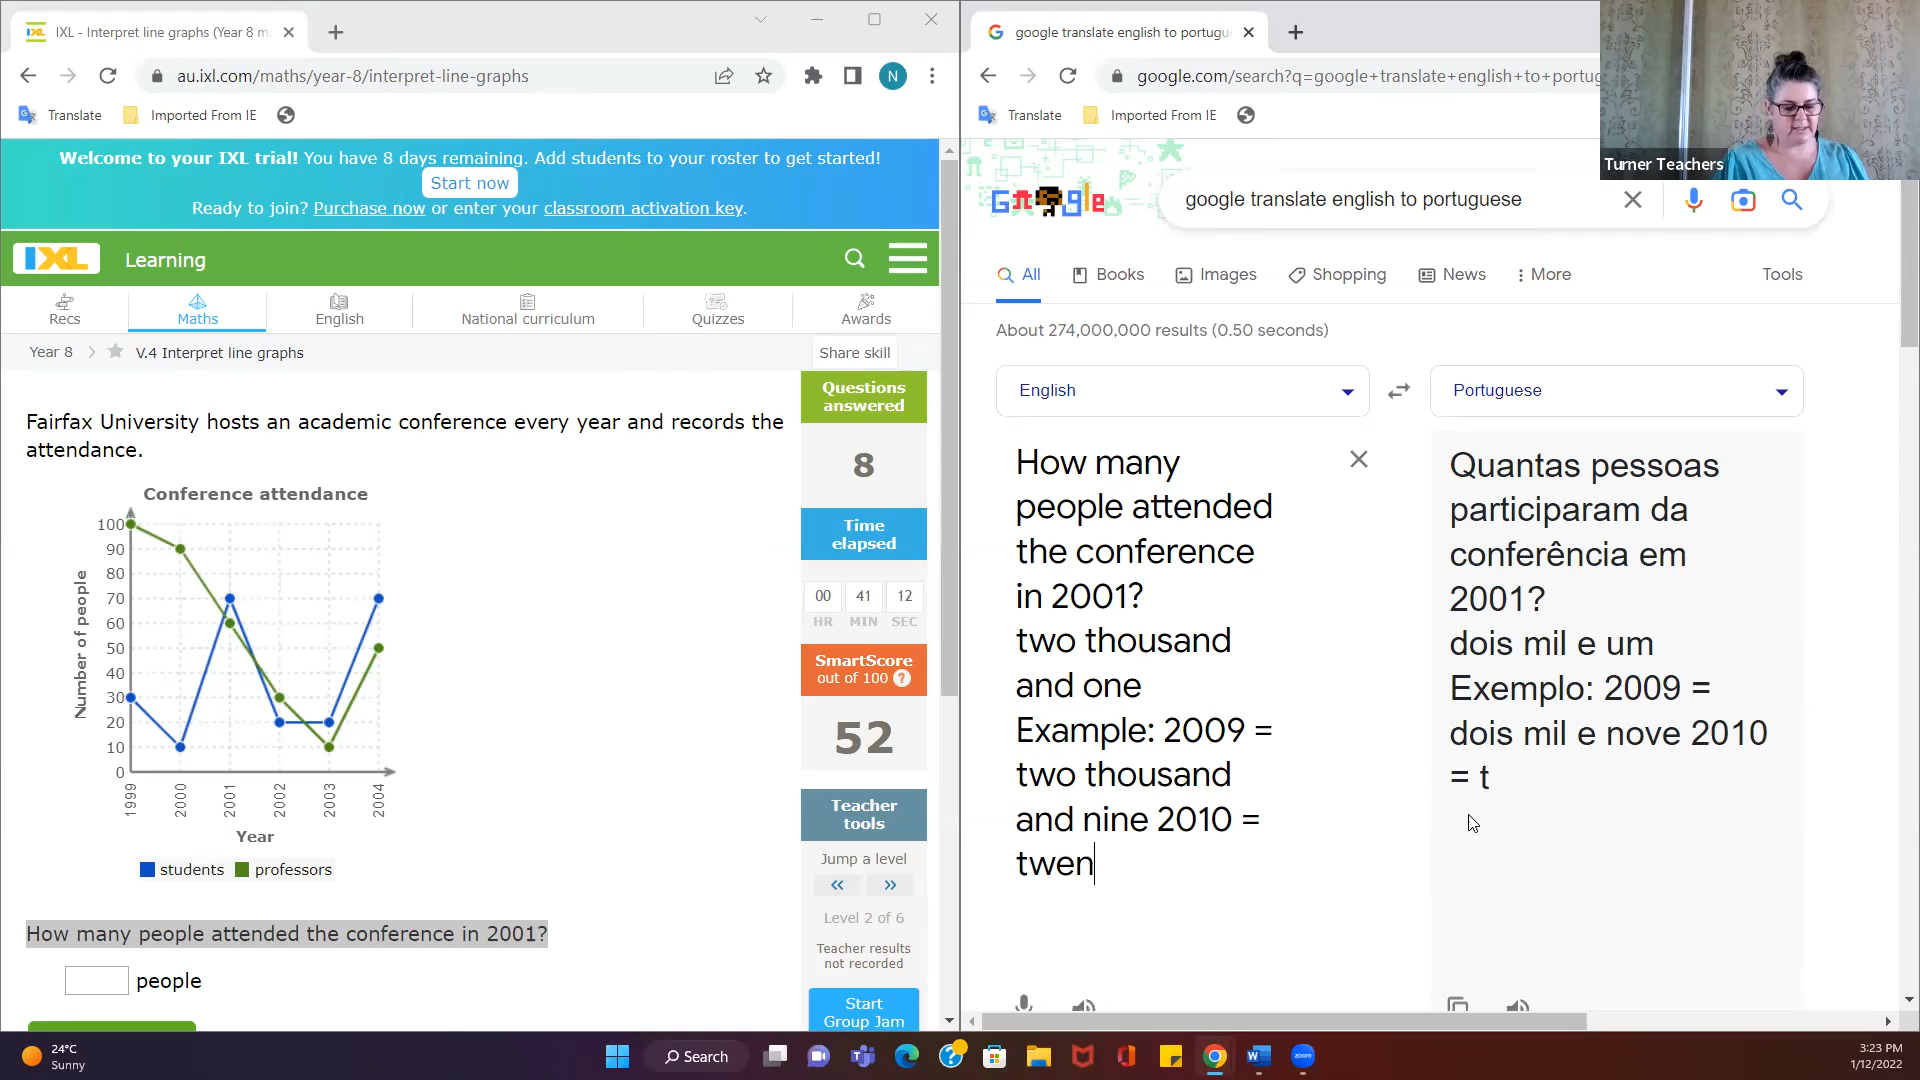 IXL - Interpret line graphs (Year 8 m
au.ixl.com/maths/year-8/interpret-line-graphs
N
Translate
Imported From IE
Welcome to your IXL trial! You have 8 days remaining. Add students to your roster to get started!
Start now
Ready to join? Purchase now or enter your classroom activation key.
IXL Learning
Recs
Maths
English
National curriculum
Quizzes
Awards
Year 8
V.4 Interpret line graphs
Share skill
Fairfax University hosts an academic conference every year and records the
attendance.
Conference attendance
Number of people
100
90
80
70
60
50
40
30
20
10
0
1999
2000
2001
2002
2003
2004
Year
students
professors
How many people attended the conference in 2001?
people
Questions
answered
8
Time
elapsed
00 41 12
HR MIN SEC
SmartScore
out of 100 ?
52
Teacher
tools
Jump a level
« »
Level 2 of 6
Teacher results
not recorded
Start
Group Jam
google translate english to portugu
google.com/search?q=google+translate+english+to+portug
Translate
Imported From IE
Turner Teachers
Google
google translate english to portuguese
All
Books
Images
Shopping
News
More
Tools
About 274,000,000 results (0.50 seconds)
English
Portuguese
How many
people attended
the conference
in 2001?
two thousand
and one
Example: 2009 =
two thousand
and nine 2010 =
twen
Quantas pessoas
participaram da
conferência em
2001?
dois mil e um
Exemplo: 2009 =
dois mil e nove 2010
= t
24°C
Sunny
Search
zoom
3:23 PM
1/12/2022